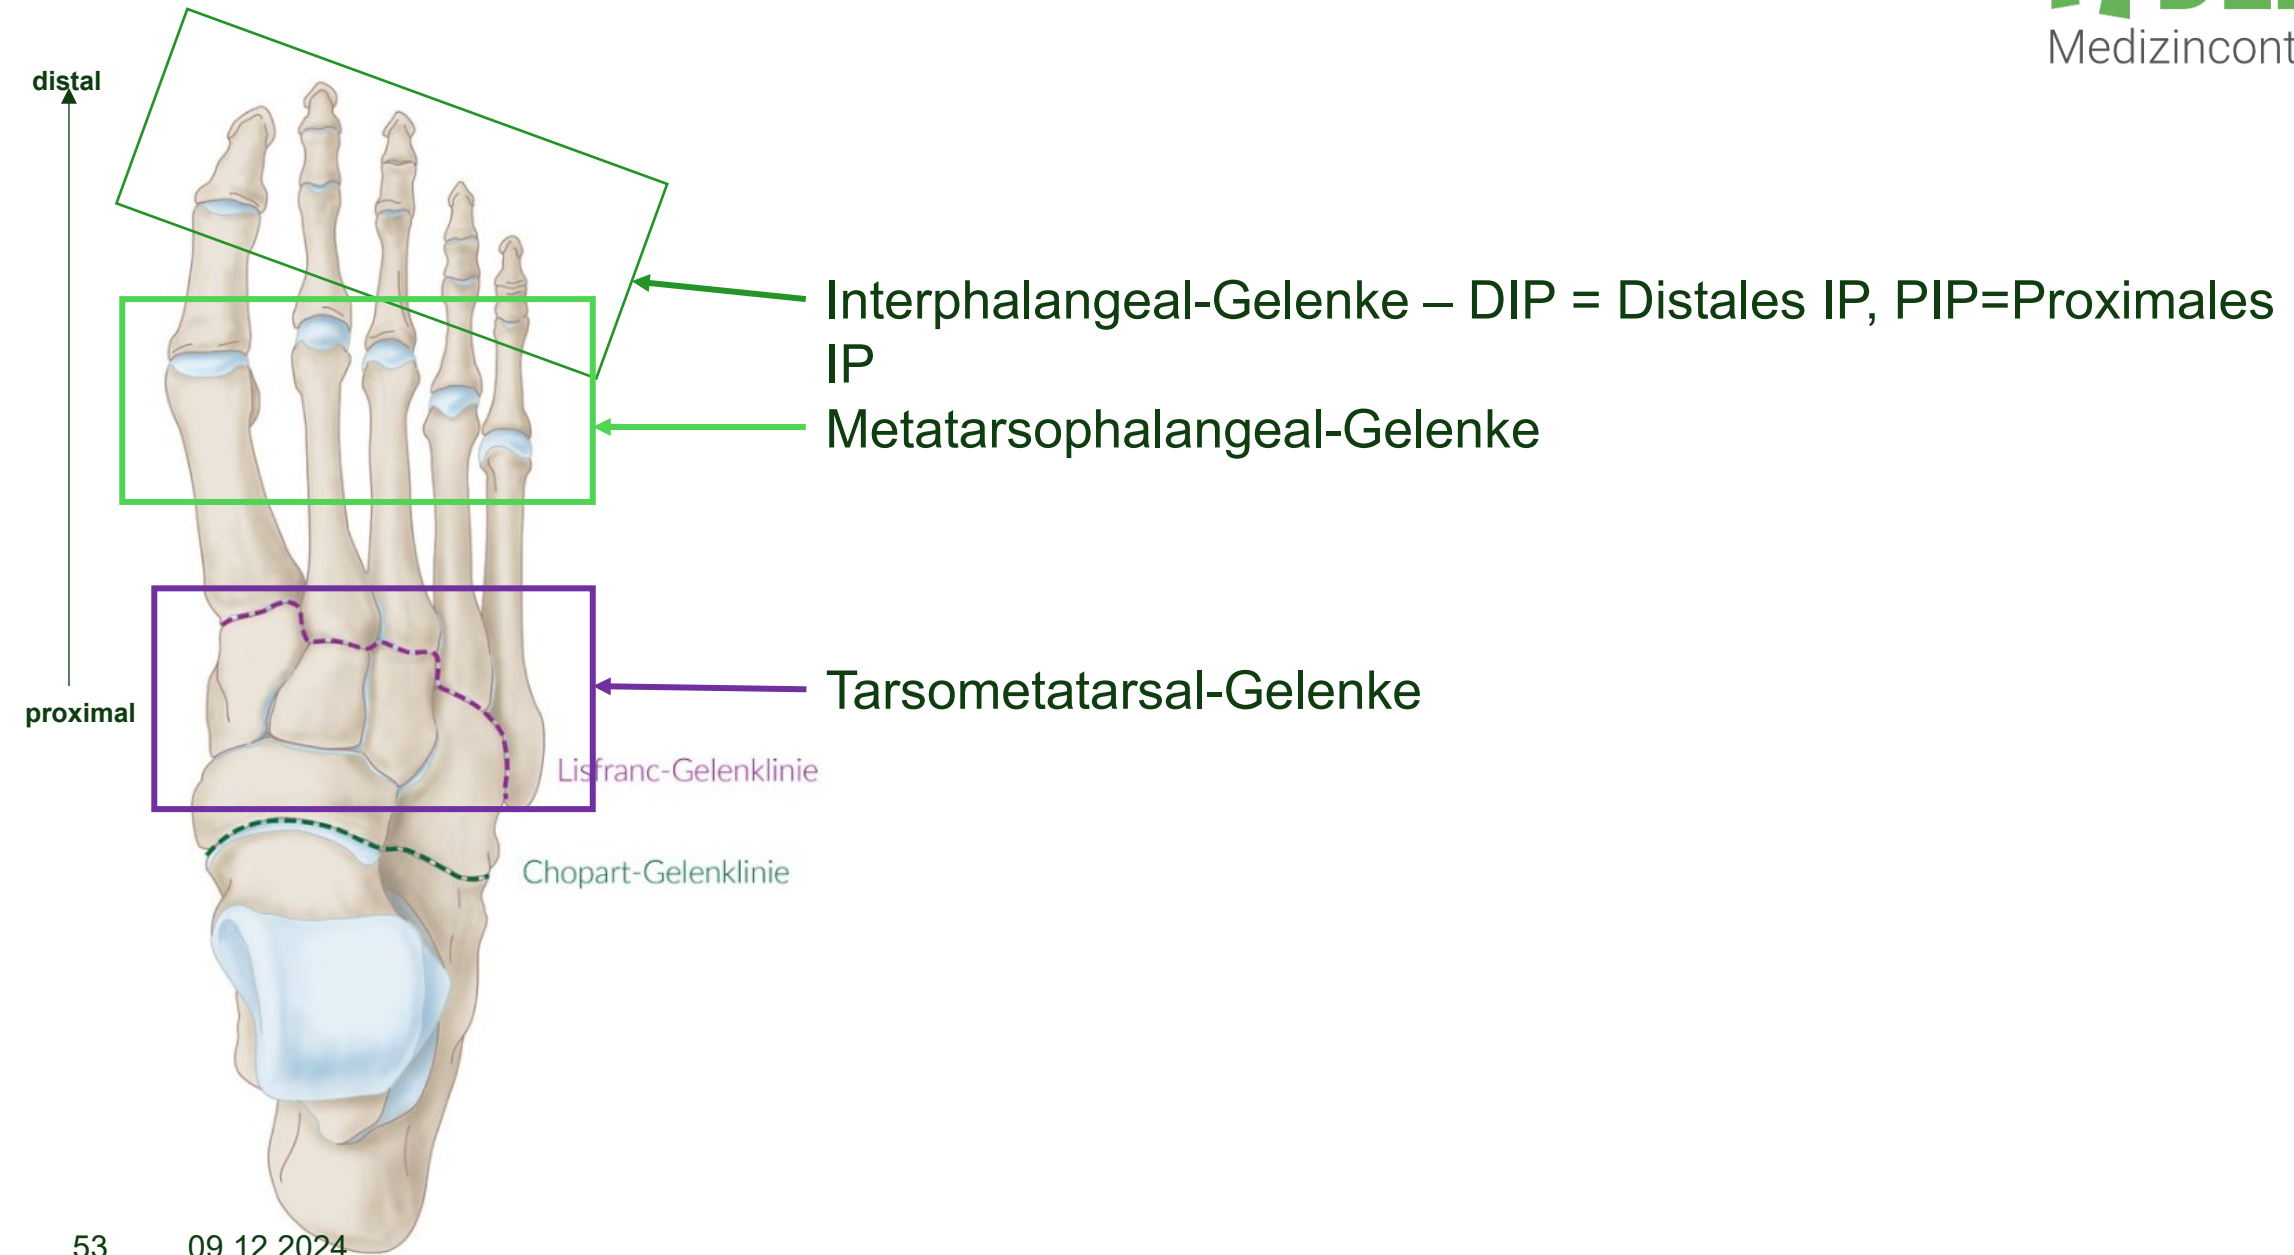 Medizincont
distal
Interphalangeal-Gelenke – DIP = Distales IP, PIP=Proximales
IP
Metatarsophalangeal-Gelenke
Tarsometatarsal-Gelenke
proximal
Lisfranc-Gelenklinie
Chopart-Gelenklinie
53 09.12.2024